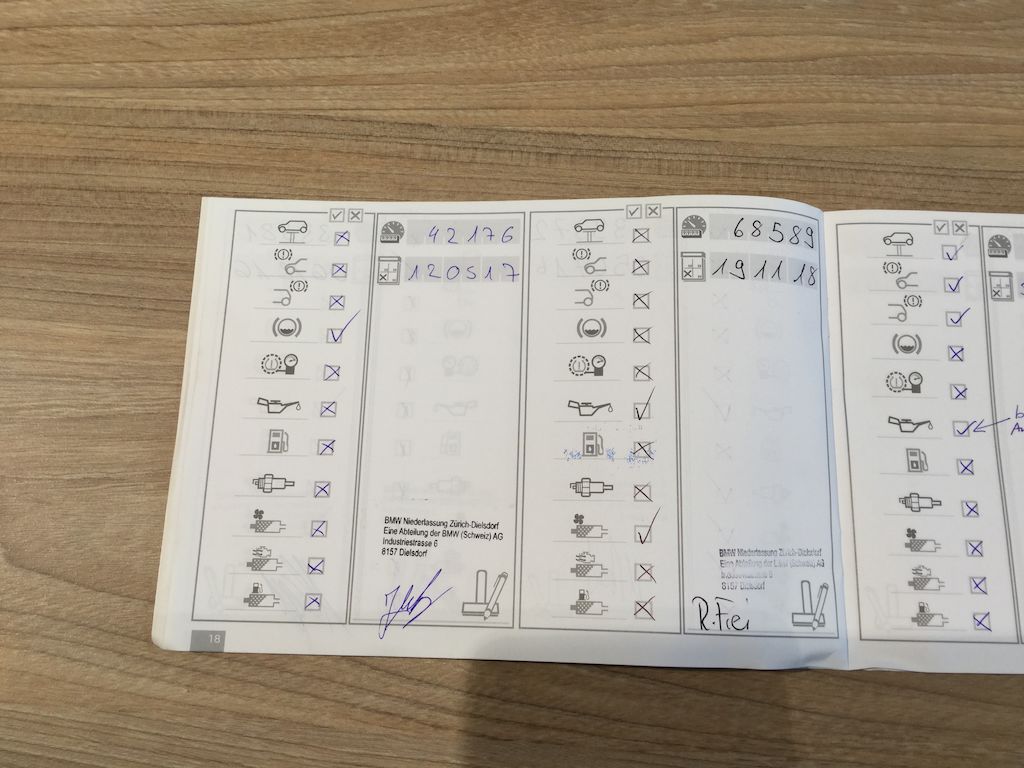 42176
120517
BMW Niederlassung Zürich-Dielsdorf
Eine Abteilung der BMW (Schweiz) AG
Industriestrasse 6
8157 Dielsdorf
68589
191118
BMW Niederlassung Zürich-Dielsdorf
Eine Abteilung der BMW (Schweiz) AG
Industriestrasse 6
8157 Dielsdorf
R. Frei
18